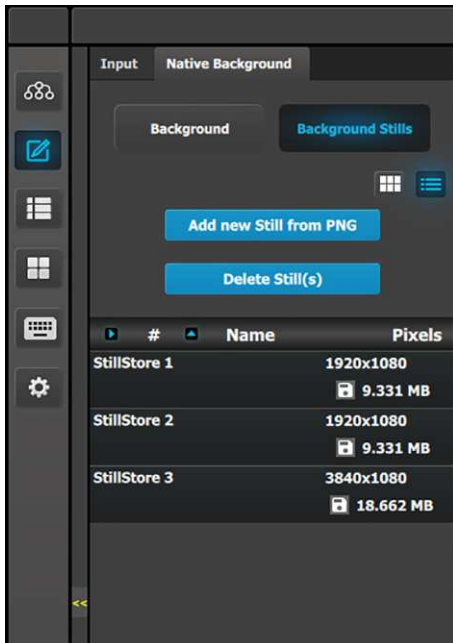 Input Native Background
Background Background Stills
Add new Still from PNG
Delete Still(s)
# Name Pixels
StillStore 1 1920x1080
9.331 MB
StillStore 2 1920x1080
9.331 MB
StillStore 3 3840x1080
18.662 MB
<<